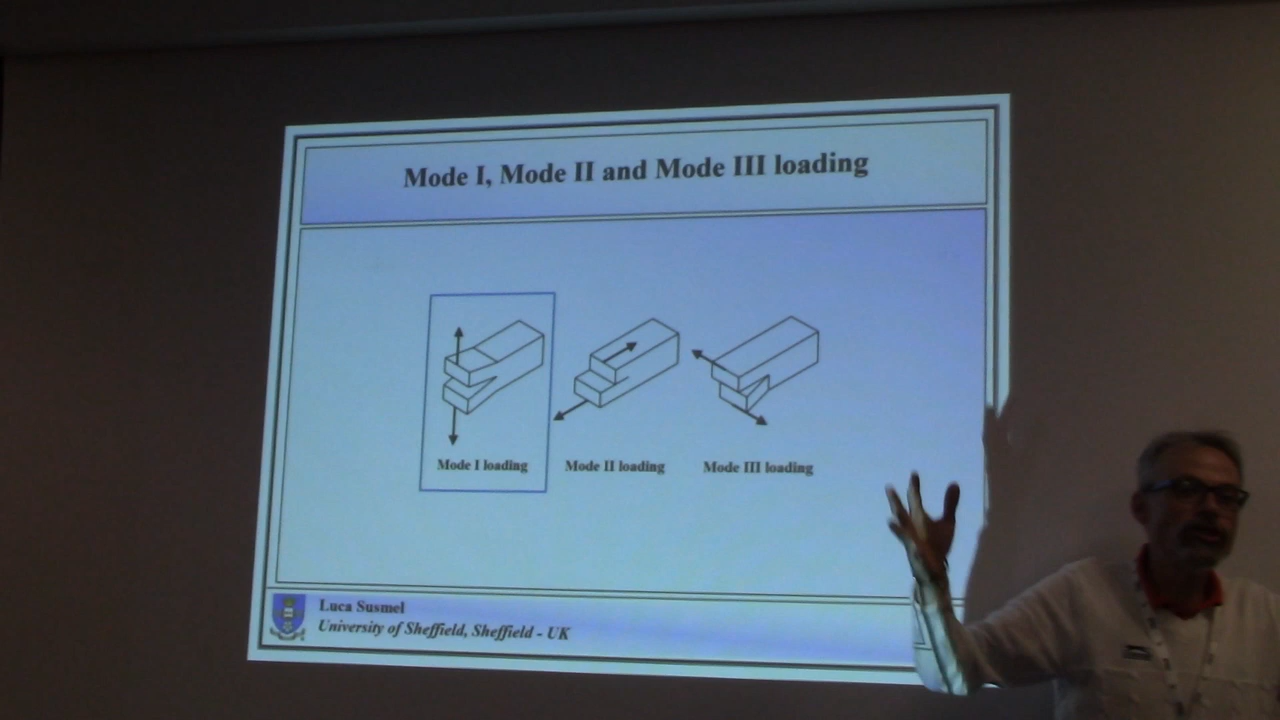 Mode I, Mode II and Mode III loading
Mode I loading
Mode II loading
Mode III loading
Luca Susmel
University of Sheffield, Sheffield - UK